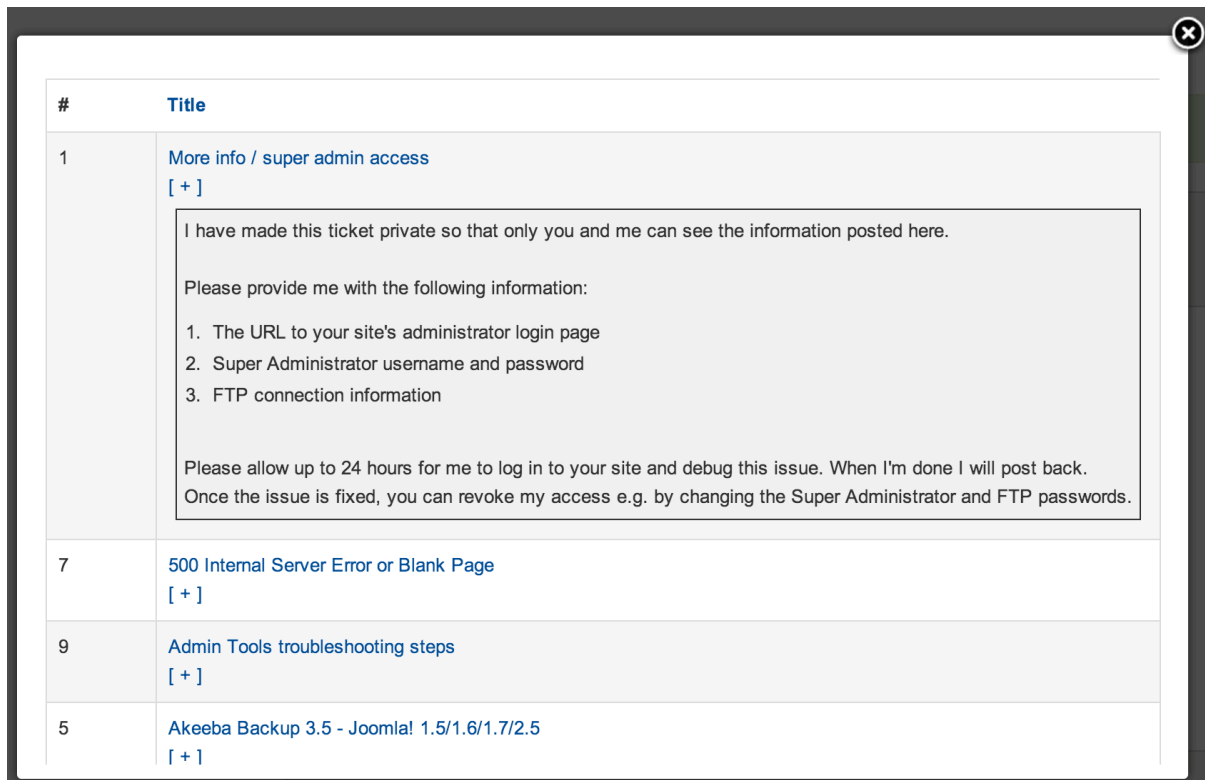 # Title
1 More info / super admin access
[ + ]
I have made this ticket private so that only you and me can see the information posted here.
Please provide me with the following information:
1. The URL to your site's administrator login page
2. Super Administrator username and password
3. FTP connection information
Please allow up to 24 hours for me to log in to your site and debug this issue. When I'm done I will post back.
Once the issue is fixed, you can revoke my access e.g. by changing the Super Administrator and FTP passwords.
7 500 Internal Server Error or Blank Page
[ + ]
9 Admin Tools troubleshooting steps
[ + ]
5 Akeeba Backup 3.5 - Joomla! 1.5/1.6/1.7/2.5
[ + ]